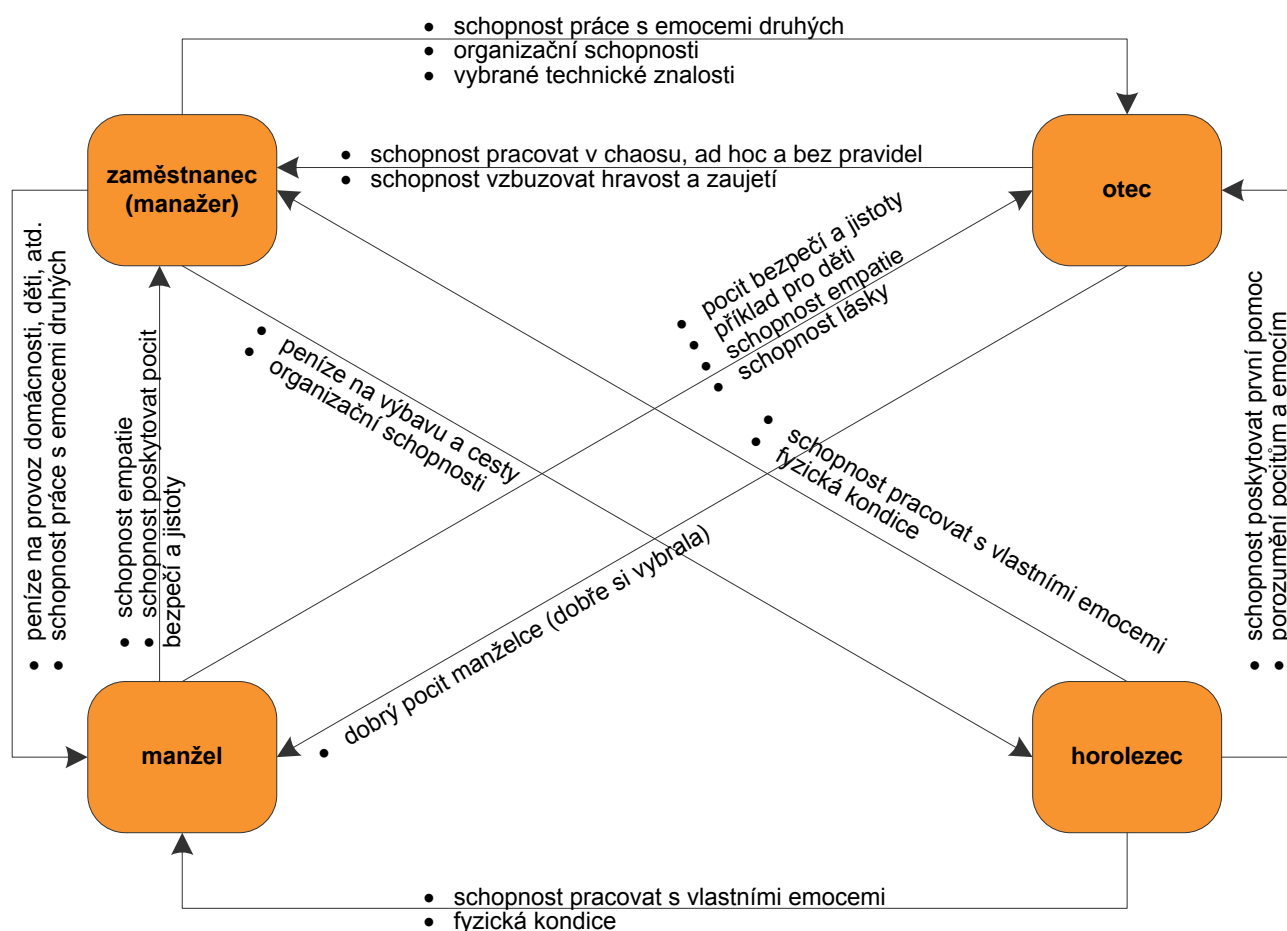 • schopnost práce s emocemi druhých
• organizační schopnosti
• vybrané technické znalosti
zaměstnanec
(manažer)
• schopnost pracovat v chaosu, ad hoc a bez pravidel
• schopnost vzbuzovat hravost a zaujetí
otec
• pocit bezpečí a jistoty
• příklad pro děti
• schopnost empatie
• schopnost lásky
• peníze na provoz domácnosti, děti, atd.
• schopnost práce s emocemi druhých
• schopnost empatie
• schopnost poskytovat pocit
bezpečí a jistoty
• peníze na výbavu a cesty
• organizační schopnosti
• schopnost pracovat s vlastními emocemi
• fyzická kondice
• schopnost poskytovat první pomoc
• porozumění pocitům a emocím
• dobrý pocit manželce (dobře si vybrala)
manžel
horolezec
• schopnost pracovat s vlastními emocemi
• fyzická kondice